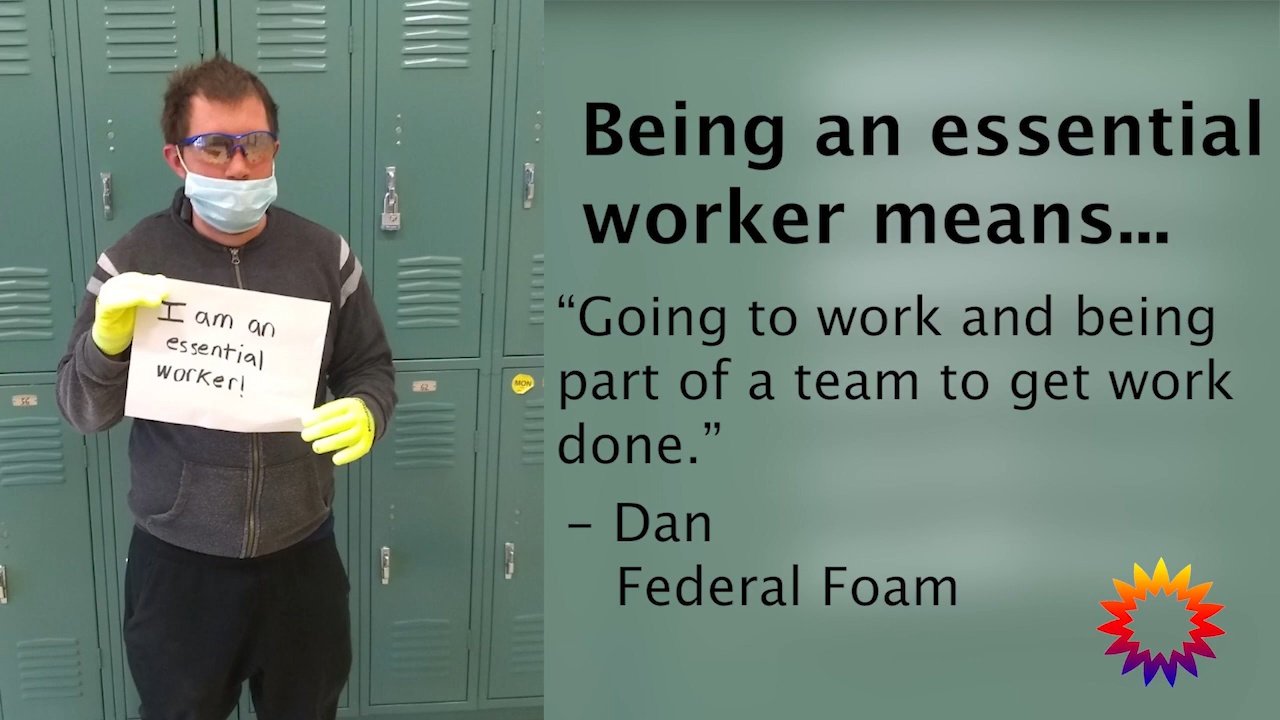 I am an
essential
worker!
Being an essential
worker means...
“Going to work and being
part of a team to get work
done.”
– Dan
Federal Foam
MON